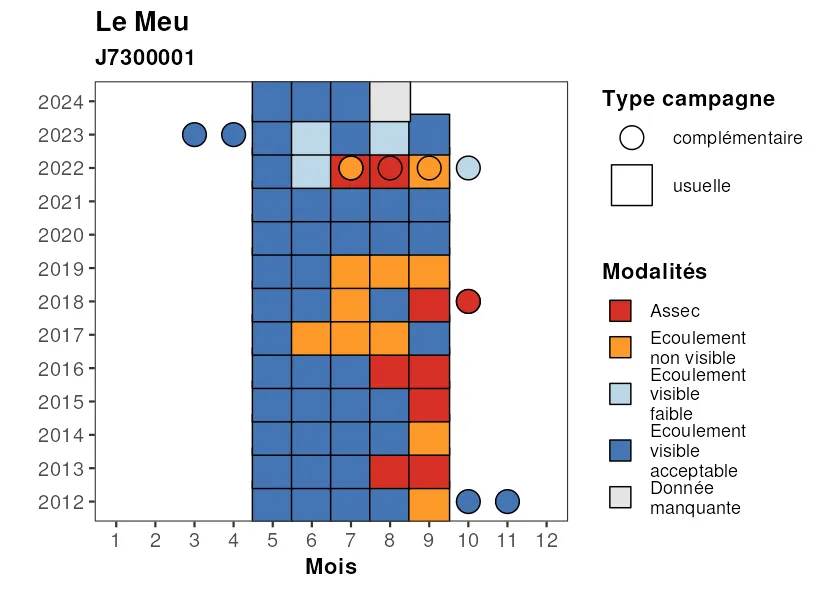 Le Meu
J7300001
2024
2023
2022
2021
2020
2019
2018
2017
2016
2015
2014
2013
2012
1 2 3 4 5 6 7 8 9 10 11 12
Mois
Type campagne
complémentaire
usuelle
Modalités
Assec
Ecoulement
non visible
Ecoulement
visible
faible
Ecoulement
visible
acceptable
Donnée
manquante